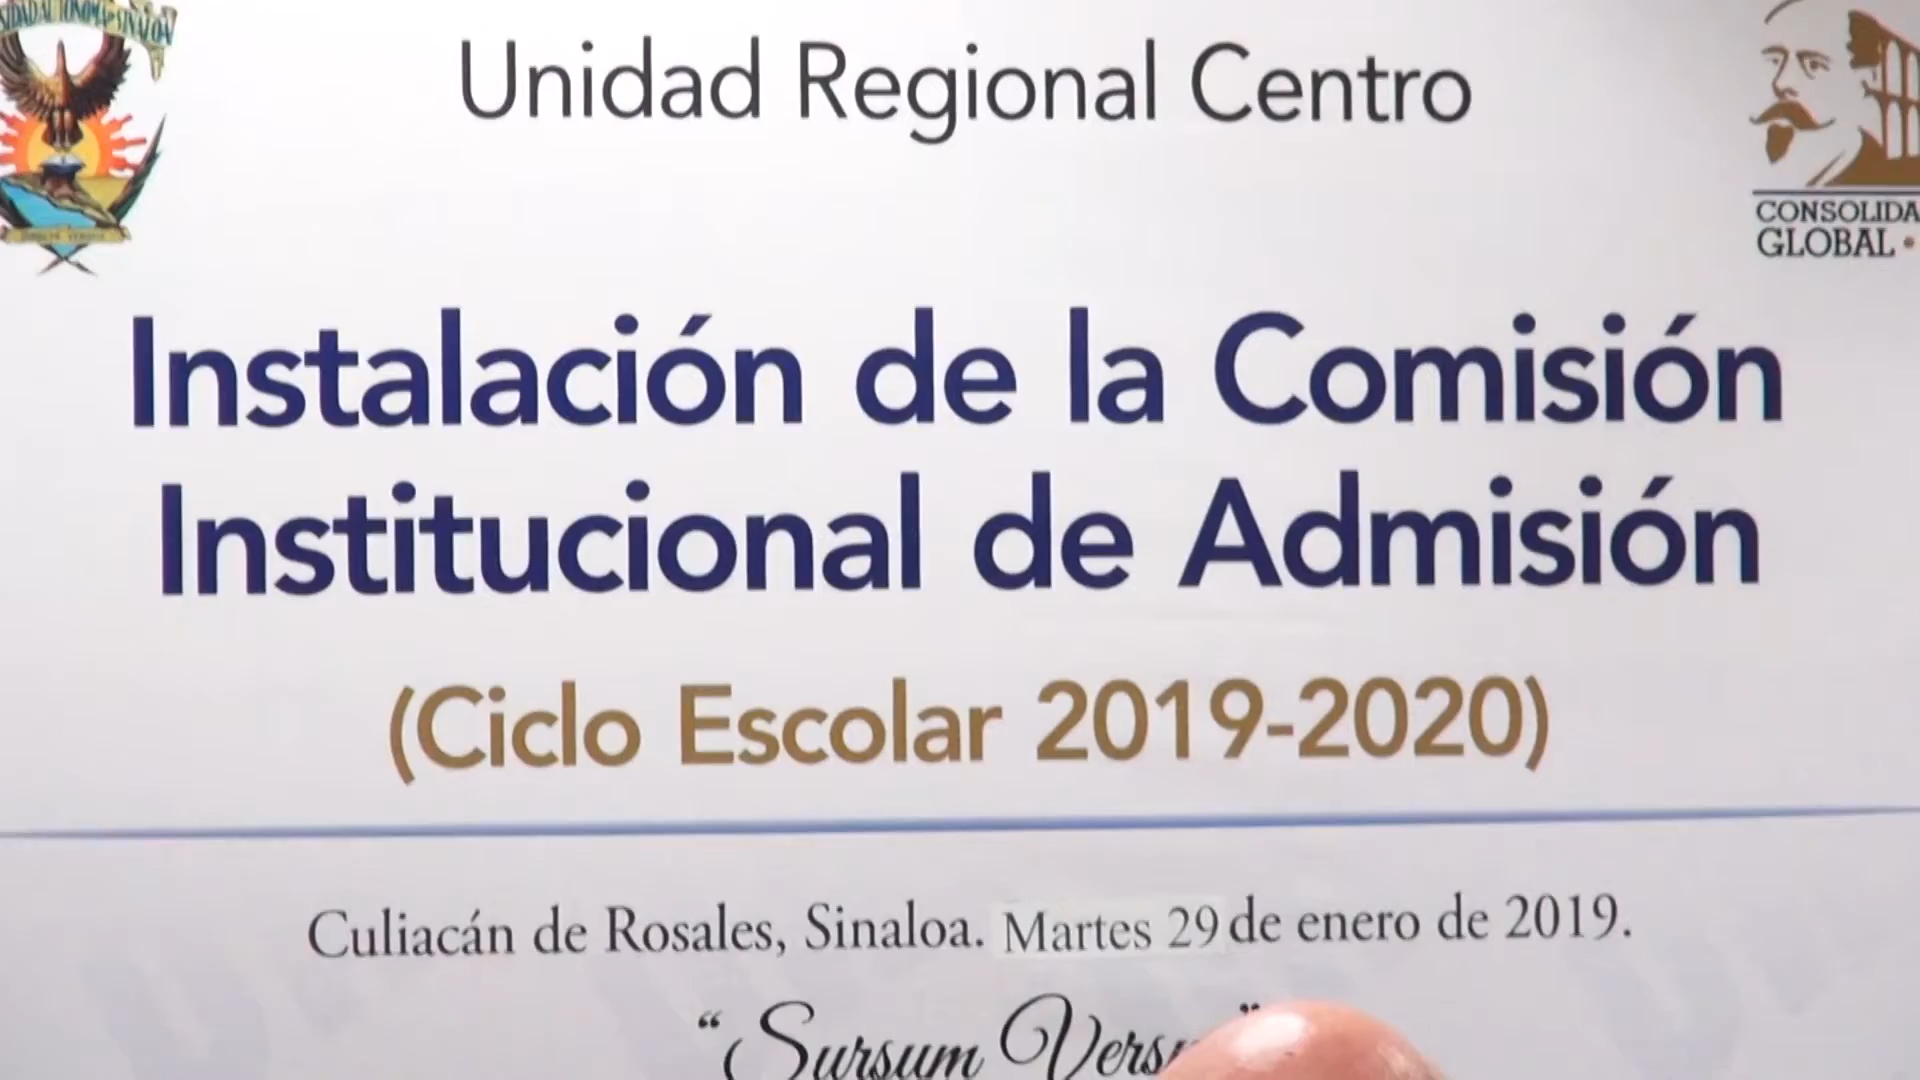 Unidad Regional Centro
CONSOLIDA
GLOBAL •
Instalación de la Comisión
Institucional de Admisión
(Ciclo Escolar 2019-2020)
Culiacán de Rosales, Sinaloa. Martes 29 de enero de 2019.
“Sursum